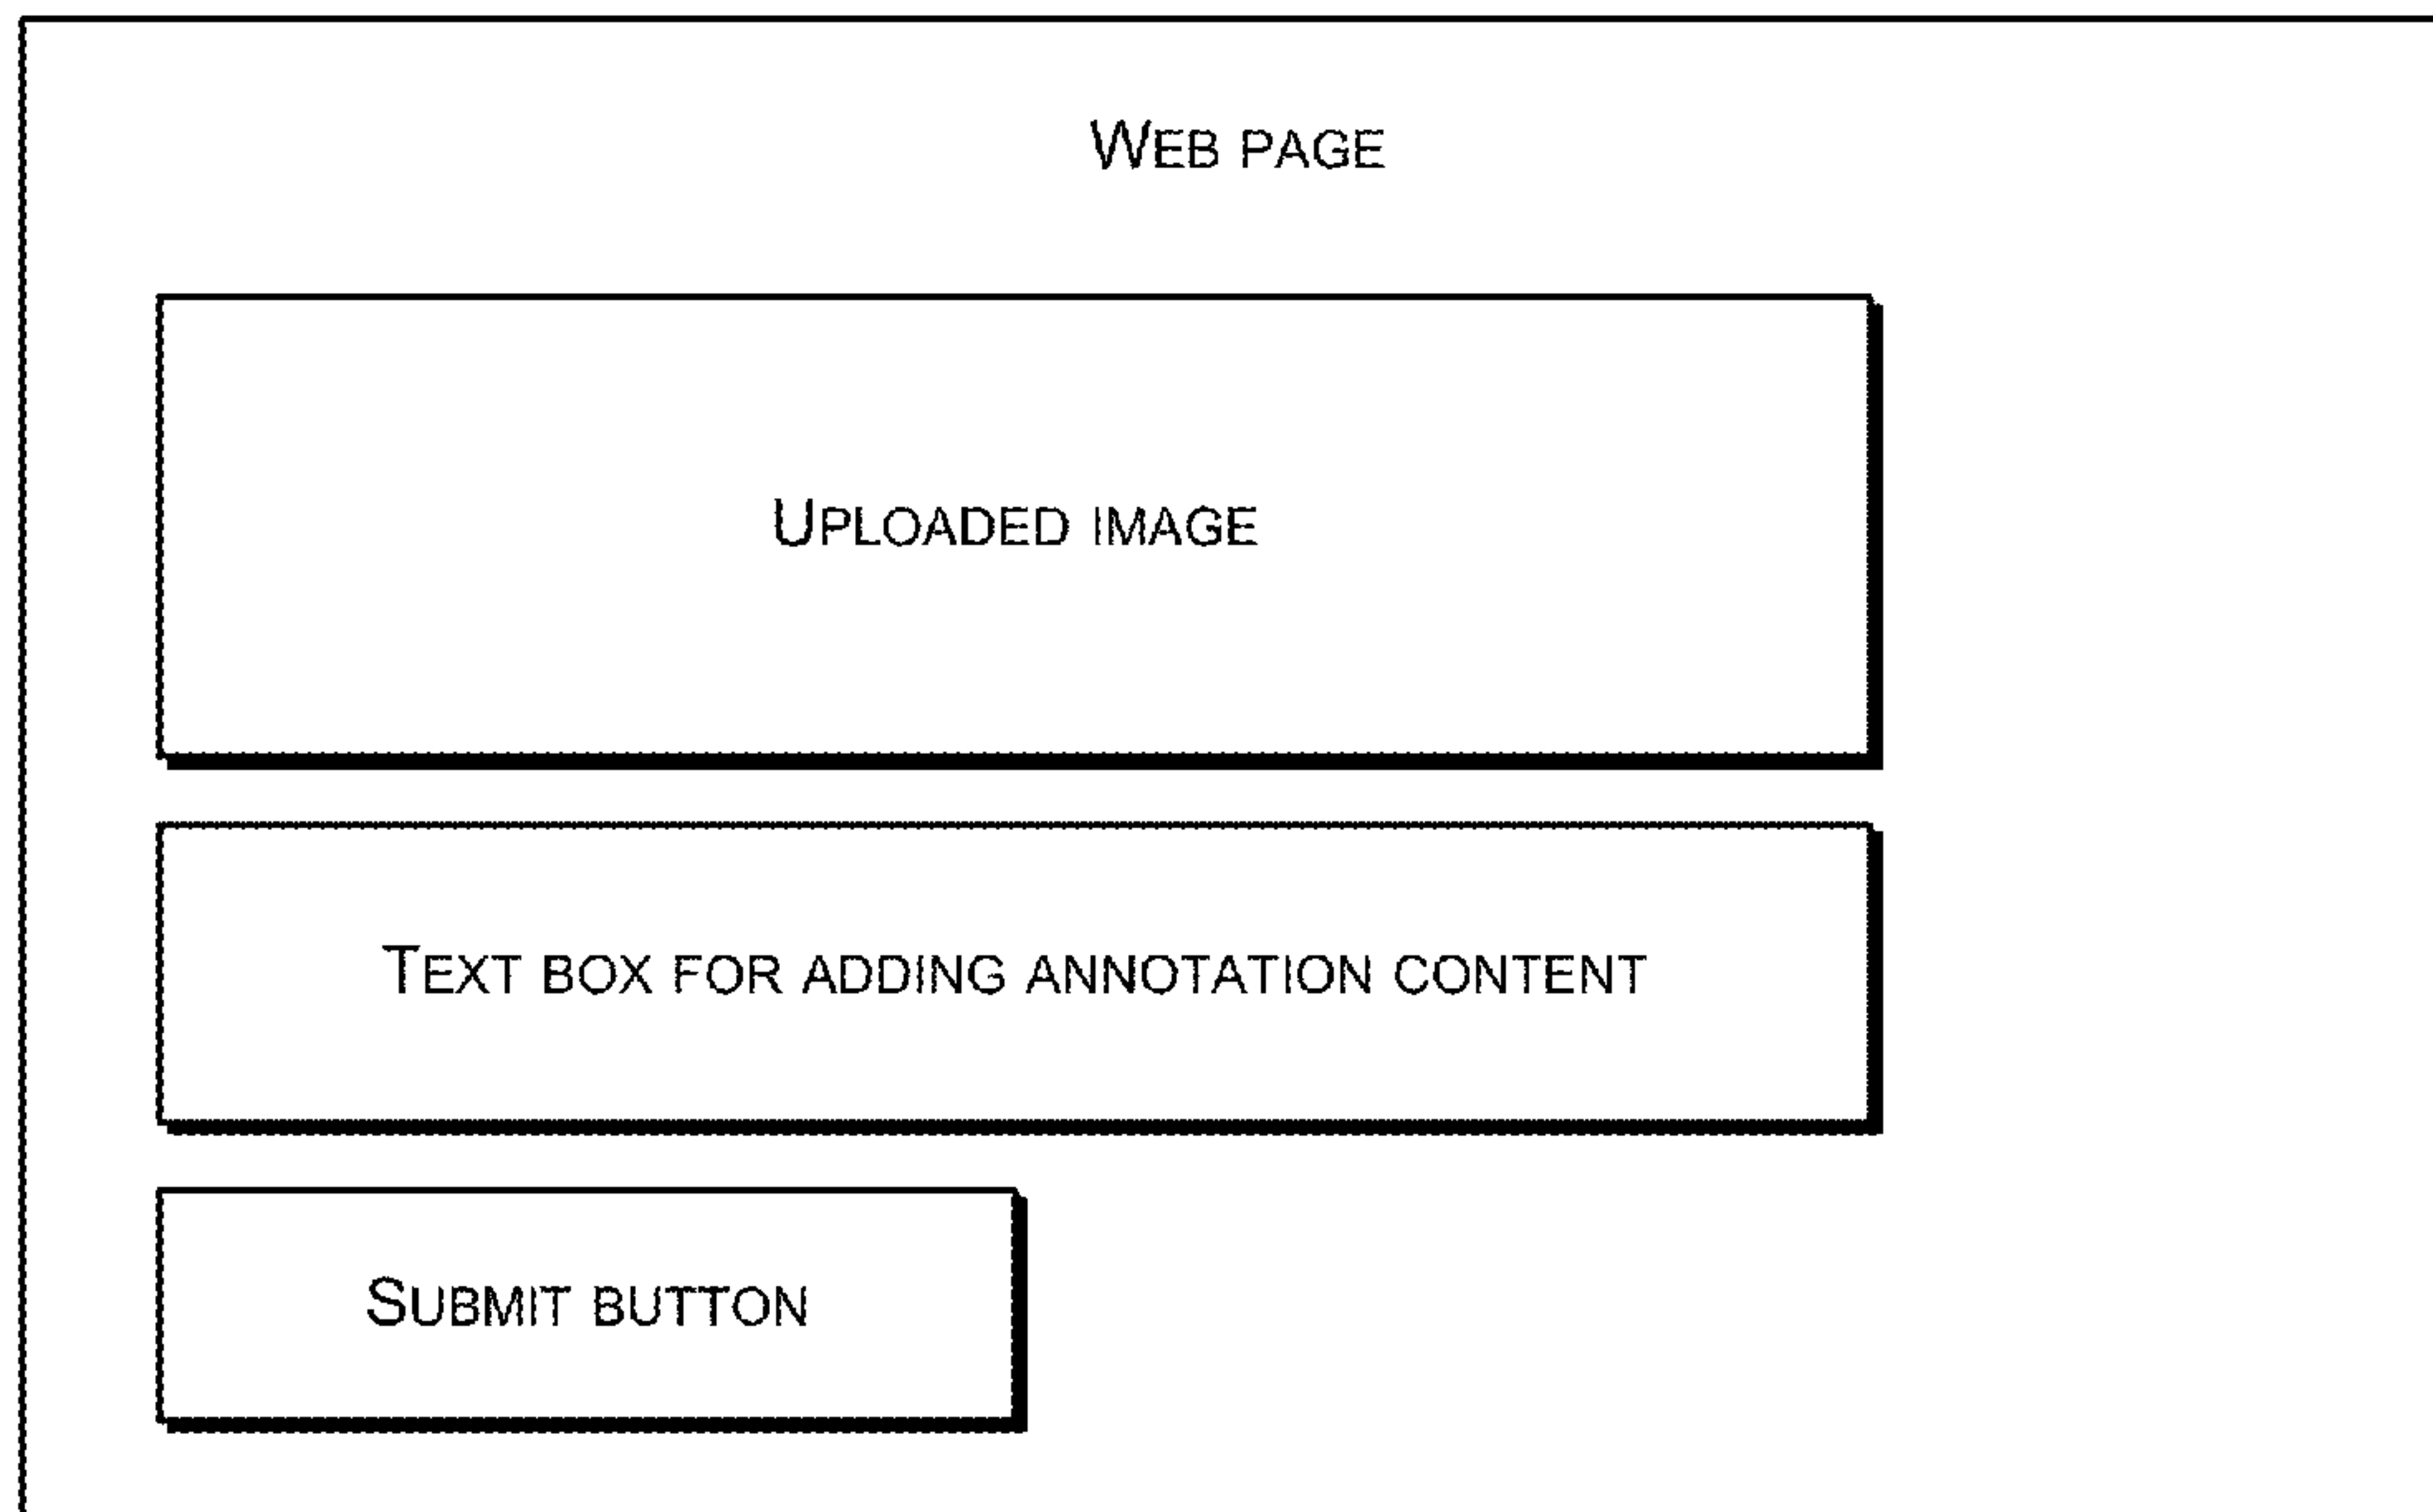 Web page
Uploaded image
Text box for adding annotation content
Submit button